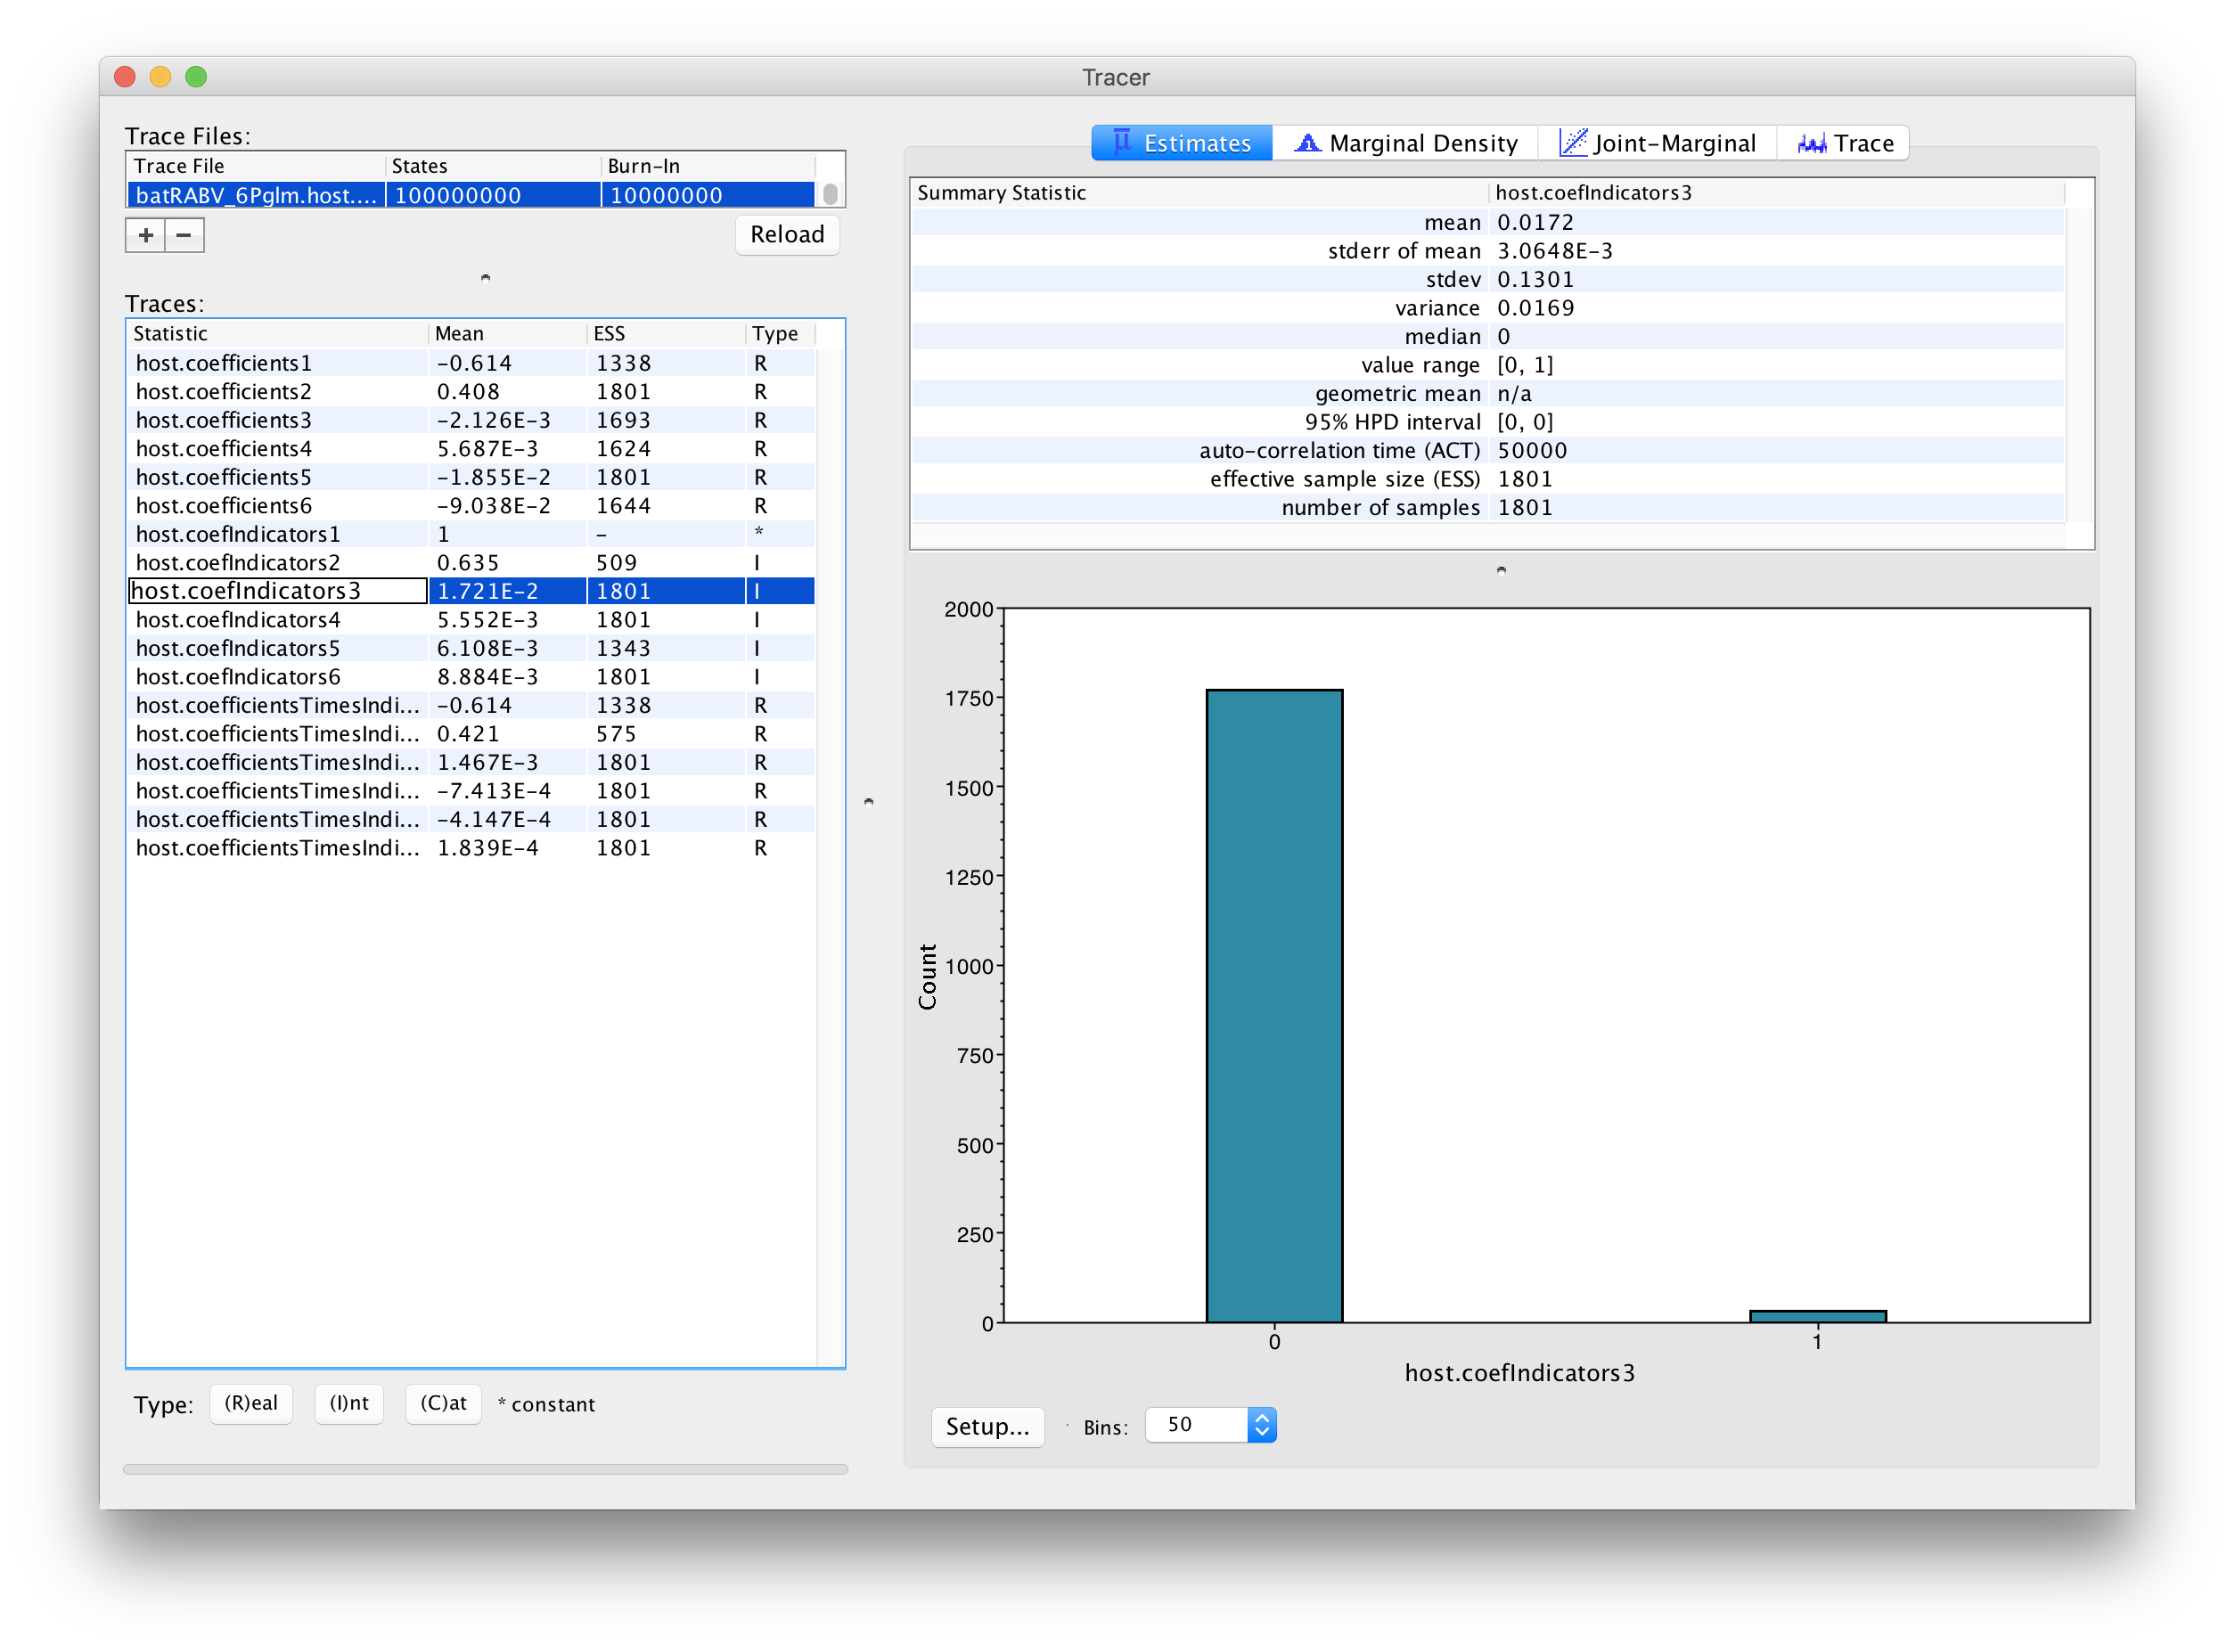 Tracer
Trace Files:
Trace File States Burn-In
batRABV_6Pglm.host.... 100000000 10000000
+ −
Reload
Traces:
Statistic Mean ESS Type
host.coefficients1 -0.614 1338 R
host.coefficients2 0.408 1801 R
host.coefficients3 -2.126E-3 1693 R
host.coefficients4 5.687E-3 1624 R
host.coefficients5 -1.855E-2 1801 R
host.coefficients6 -9.038E-2 1644 R
host.coefIndicators1 1 - *
host.coefIndicators2 0.635 509 I
host.coefIndicators3 1.721E-2 1801 I
host.coefIndicators4 5.552E-3 1801 I
host.coefIndicators5 6.108E-3 1343 I
host.coefIndicators6 8.884E-3 1801 I
host.coefficientsTimesIndi... -0.614 1338 R
host.coefficientsTimesIndi... 0.421 575 R
host.coefficientsTimesIndi... 1.467E-3 1801 R
host.coefficientsTimesIndi... -7.413E-4 1801 R
host.coefficientsTimesIndi... -4.147E-4 1801 R
host.coefficientsTimesIndi... 1.839E-4 1801 R
Type: (R)eal (I)nt (C)at * constant
Estimates Marginal Density Joint-Marginal Trace
Summary Statistic host.coefIndicators3
mean 0.0172
stderr of mean 3.0648E-3
stdev 0.1301
variance 0.0169
median 0
value range [0, 1]
geometric mean n/a
95% HPD interval [0, 0]
auto-correlation time (ACT) 50000
effective sample size (ESS) 1801
number of samples 1801
2000
1750
1500
1250
1000
750
500
250
0
Count
0 1
host.coefIndicators3
Setup... Bins: 50